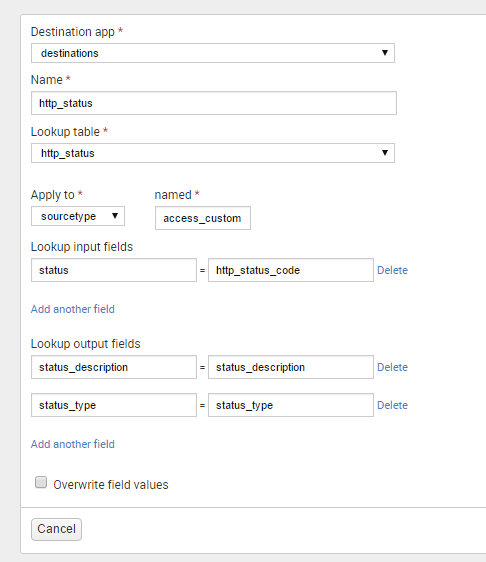 Destination app *
destinations
Name *
http_status
Lookup table *
http_status
Apply to * named *
sourcetype access_custom
Lookup input fields
status = http_status_code Delete
Add another field
Lookup output fields
status_description = status_description Delete
status_type = status_type Delete
Add another field
Overwrite field values
Cancel